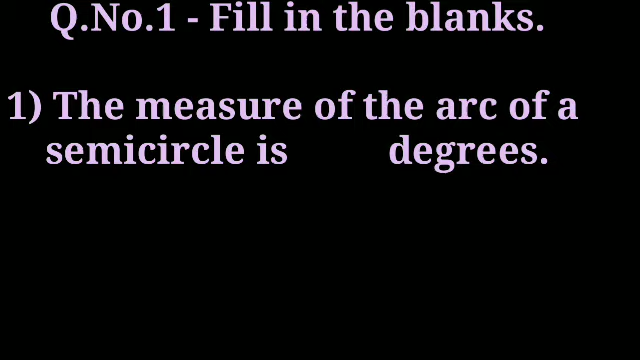 Q.No.1 - Fill in the blanks.
1) The measure of the arc of a
semicircle is degrees.